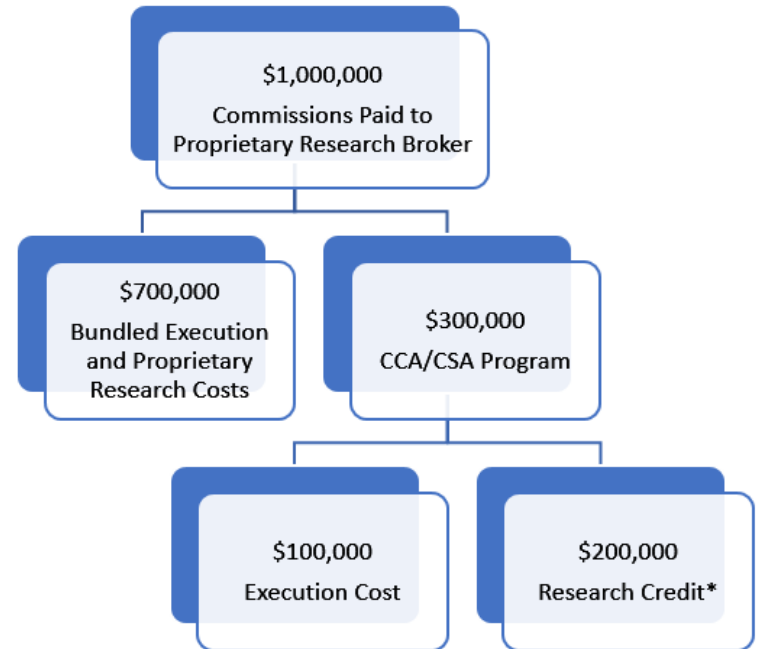 $1,000,000
Commissions Paid to
Proprietary Research Broker
$700,000
Bundled Execution
and Proprietary
Research Costs
$300,000
CCA/CSA Program
$100,000
Execution Cost
$200,000
Research Credit*